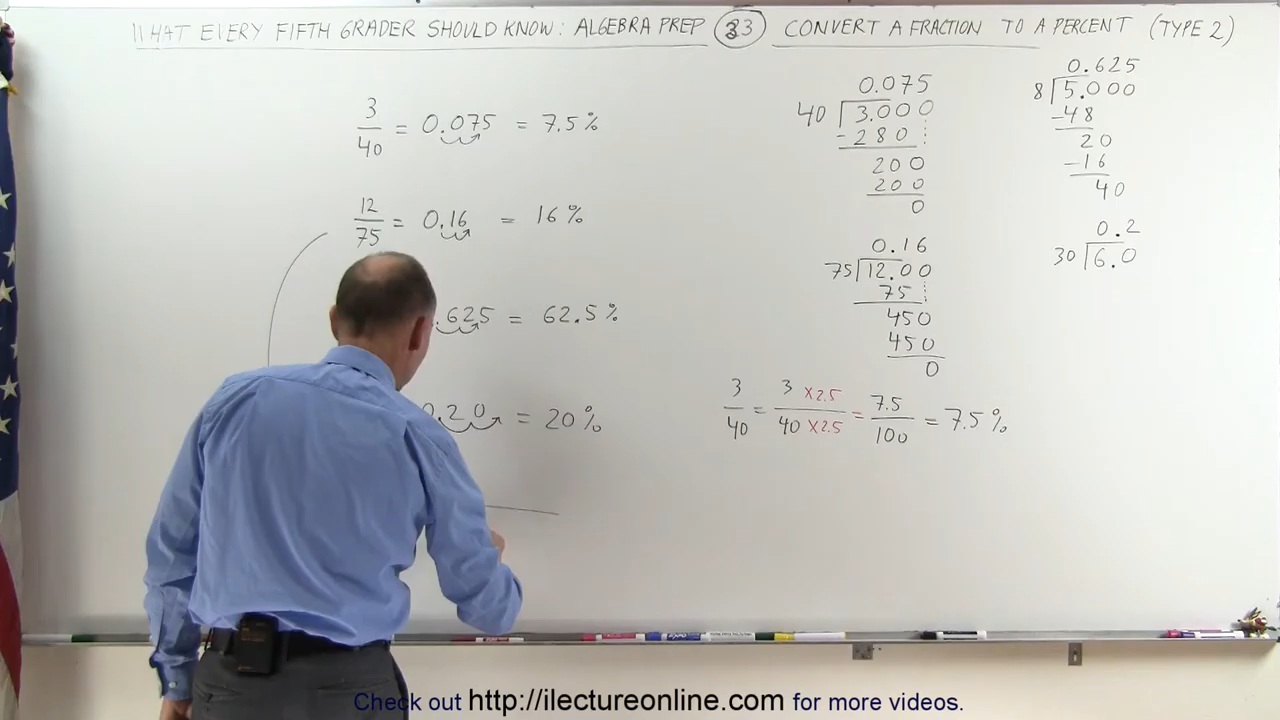 WHAT EVERY FIFTH GRADER SHOULD KNOW: ALGEBRA PREP 33 CONVERT A FRACTION TO A PERCENT (TYPE 2)
3/40 = 0.075 = 7.5%
12/75 = 0.16 = 16%
.625 = 62.5%
0.20 = 20%
0.075
40 3.000
-280
200
200
0
0.16
75 12.00
75
450
450
0
3/40 = 3 x2.5/40 x2.5 = 7.5/100 = 7.5%
0.625
8 5.000
-48
20
-16
40
0.2
30 6.0
Check out http://ilectureonline.com for more videos.